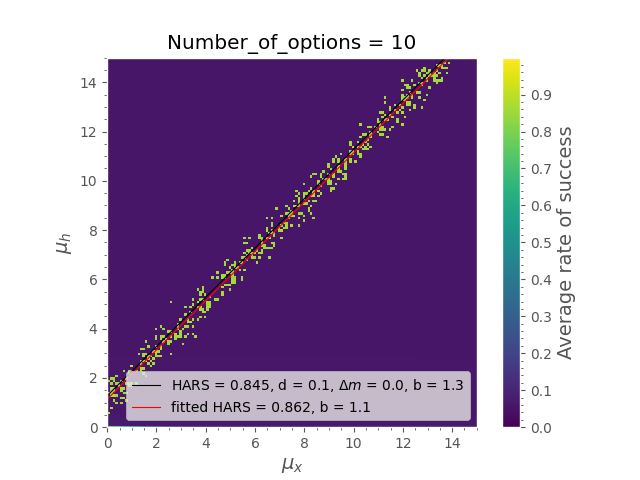 Number_of_options = 10
14
12
10
8
6
4
2
0
μh
0 2 4 6 8 10 12 14
μx
HARS = 0.845, d = 0.1, Δm = 0.0, b = 1.3
fitted HARS = 0.862, b = 1.1
0.9
0.8
0.7
0.6
0.5
0.4
0.3
0.2
0.1
0.0
Average rate of success